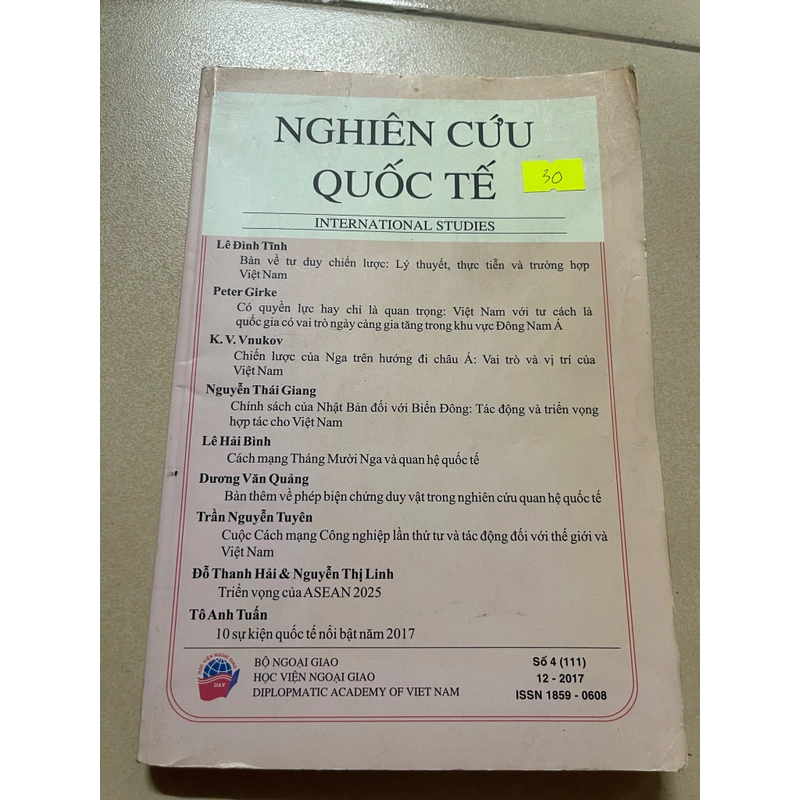 NGHIÊN CỨU
QUỐC TẾ
30
INTERNATIONAL STUDIES
Lê Đình Tĩnh
Bàn về tư duy chiến lược: Lý thuyết, thực tiễn và trường hợp
Việt Nam
Peter Girke
Có quyền lực hay chỉ là quan trọng: Việt Nam với tư cách là
quốc gia có vai trò ngày càng gia tăng trong khu vực Đông Nam Á
K. V. Vnukov
Chiến lược của Nga trên hướng đi châu Á: Vai trò và vị trí của
Việt Nam
Nguyễn Thái Giang
Chính sách của Nhật Bản đối với Biển Đông: Tác động và triển vọng
hợp tác cho Việt Nam
Lê Hải Bình
Cách mạng Tháng Mười Nga và quan hệ quốc tế
Dương Văn Quảng
Bàn thêm về phép biện chứng duy vật trong nghiên cứu quan hệ quốc tế
Trần Nguyễn Tuyên
Cuộc Cách mạng Công nghiệp lần thứ tư và tác động đối với thế giới và
Việt Nam
Đỗ Thanh Hải & Nguyễn Thị Linh
Triển vọng của ASEAN 2025
Tô Anh Tuấn
10 sự kiện quốc tế nổi bật năm 2017
HỌC VIỆN NGOẠI GIAO
DAV
BỘ NGOẠI GIAO
HỌC VIỆN NGOẠI GIAO
DIPLOPMATIC ACADEMY OF VIET NAM
Số 4 (111)
12 - 2017
ISSN 1859 - 0608